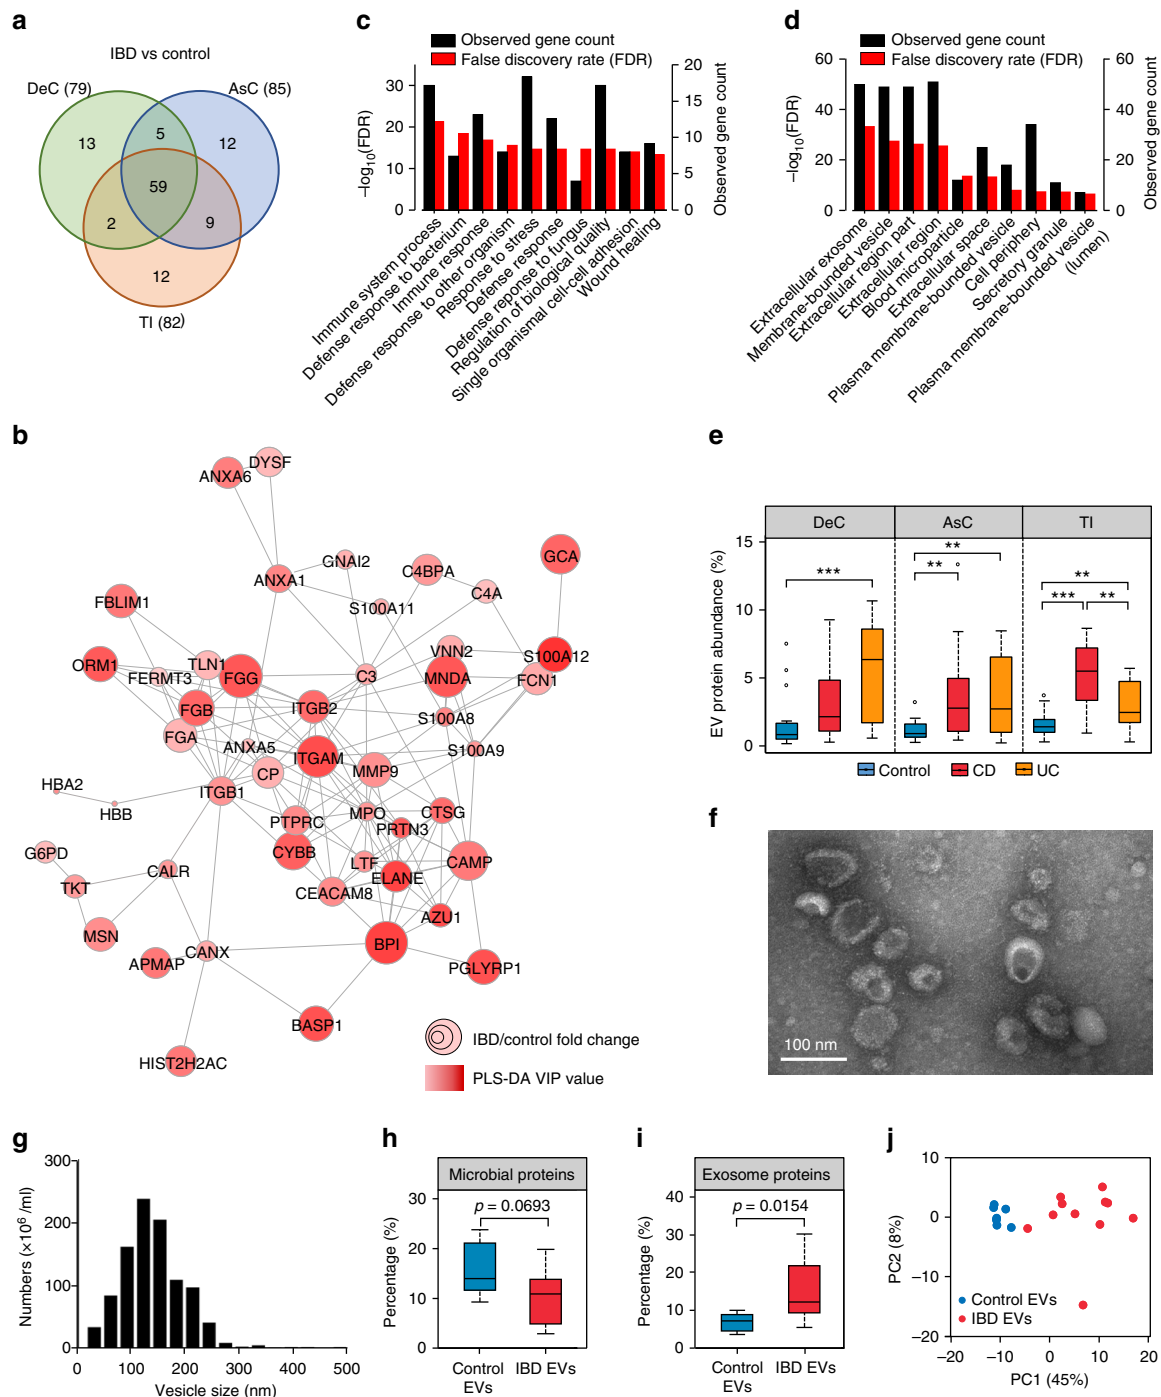 a
IBD vs control
DeC (79)
AsC (85)
13
5
12
59
2
9
12
TI (82)
c
Observed gene count
False discovery rate (FDR)
−log10(FDR)
30
20
10
0
20
15
10
5
4
0
Observed gene count
Immune system process
Defense response to bacterium
Immune response
Defense response to other organism
Response to stress
Defense response
Defense reponse to fungus
Regulation of biological quality
Single organismal cell–cell adhesion
Wound healing
d
Observed gene count
False discovery rate (FDR)
−log10(FDR)
60
40
20
0
60
40
20
0
Observed gene count
Extracellular exosome
Membrane-bounded vesicle
Extracellular region part
Extracellular region
Blood microparticle
Extracellular space
Plasma membrane-bounded vesicle
Cell periphery
Secretory granule
Plasma membrane-bounded vesicle
(lumen)
b
DYSF
ANXA6
GNAI2
GCA
ANXA1
C4BPA
C4A
FBLIM1
S100A11
VNN2
S100A12
ORM1
TLN1
FERMT3
FGG
C3
MNDA
FCN1
FGB
ITGB2
S100A8
FGA
ANXA5
S100A9
ITGAM
CP
MMP9
HBA2
ITGB1
HBB
MPO
CTSG
PTPRC
PRTN3
G6PD
CYBB
LTF
CAMP
CALR
ELANE
TKT
CEACAM8
AZU1
MSN
CANX
BPI
APMAP
PGLYRP1
BASP1
HIST2H2AC
IBD/control fold change
PLS-DA VIP value
e
DeC
AsC
TI
EV protein abundance (%)
15
10
5
0
***
**
**
**
***
**
Control
CD
UC
f
100 nm
g
Numbers (×10⁶ /ml)
300
200
100
0
0
100
200
300
400
500
Vesicle size (nm)
h
Microbial proteins
p = 0.0693
Percentage (%)
30
20
10
0
Control
EVs
IBD EVs
i
Exosome proteins
p = 0.0154
Percentage (%)
40
30
20
10
0
Control
EVs
IBD EVs
j
PC2 (8%)
10
0
−10
−20
Control EVs
IBD EVs
−20
−10
0
10
20
PC1 (45%)